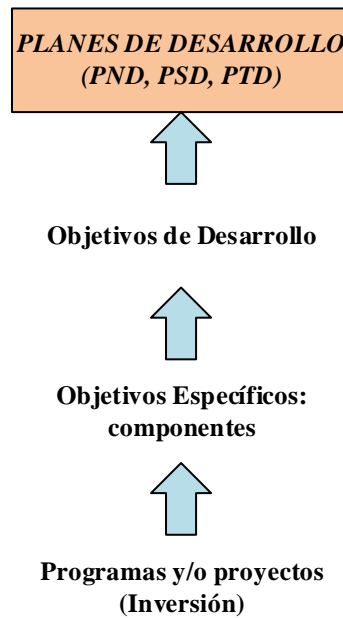 PLANES DE DESARROLLO
(PND, PSD, PTD)
Objetivos de Desarrollo
Objetivos Específicos:
componentes
Programas y/o proyectos
(Inversión)